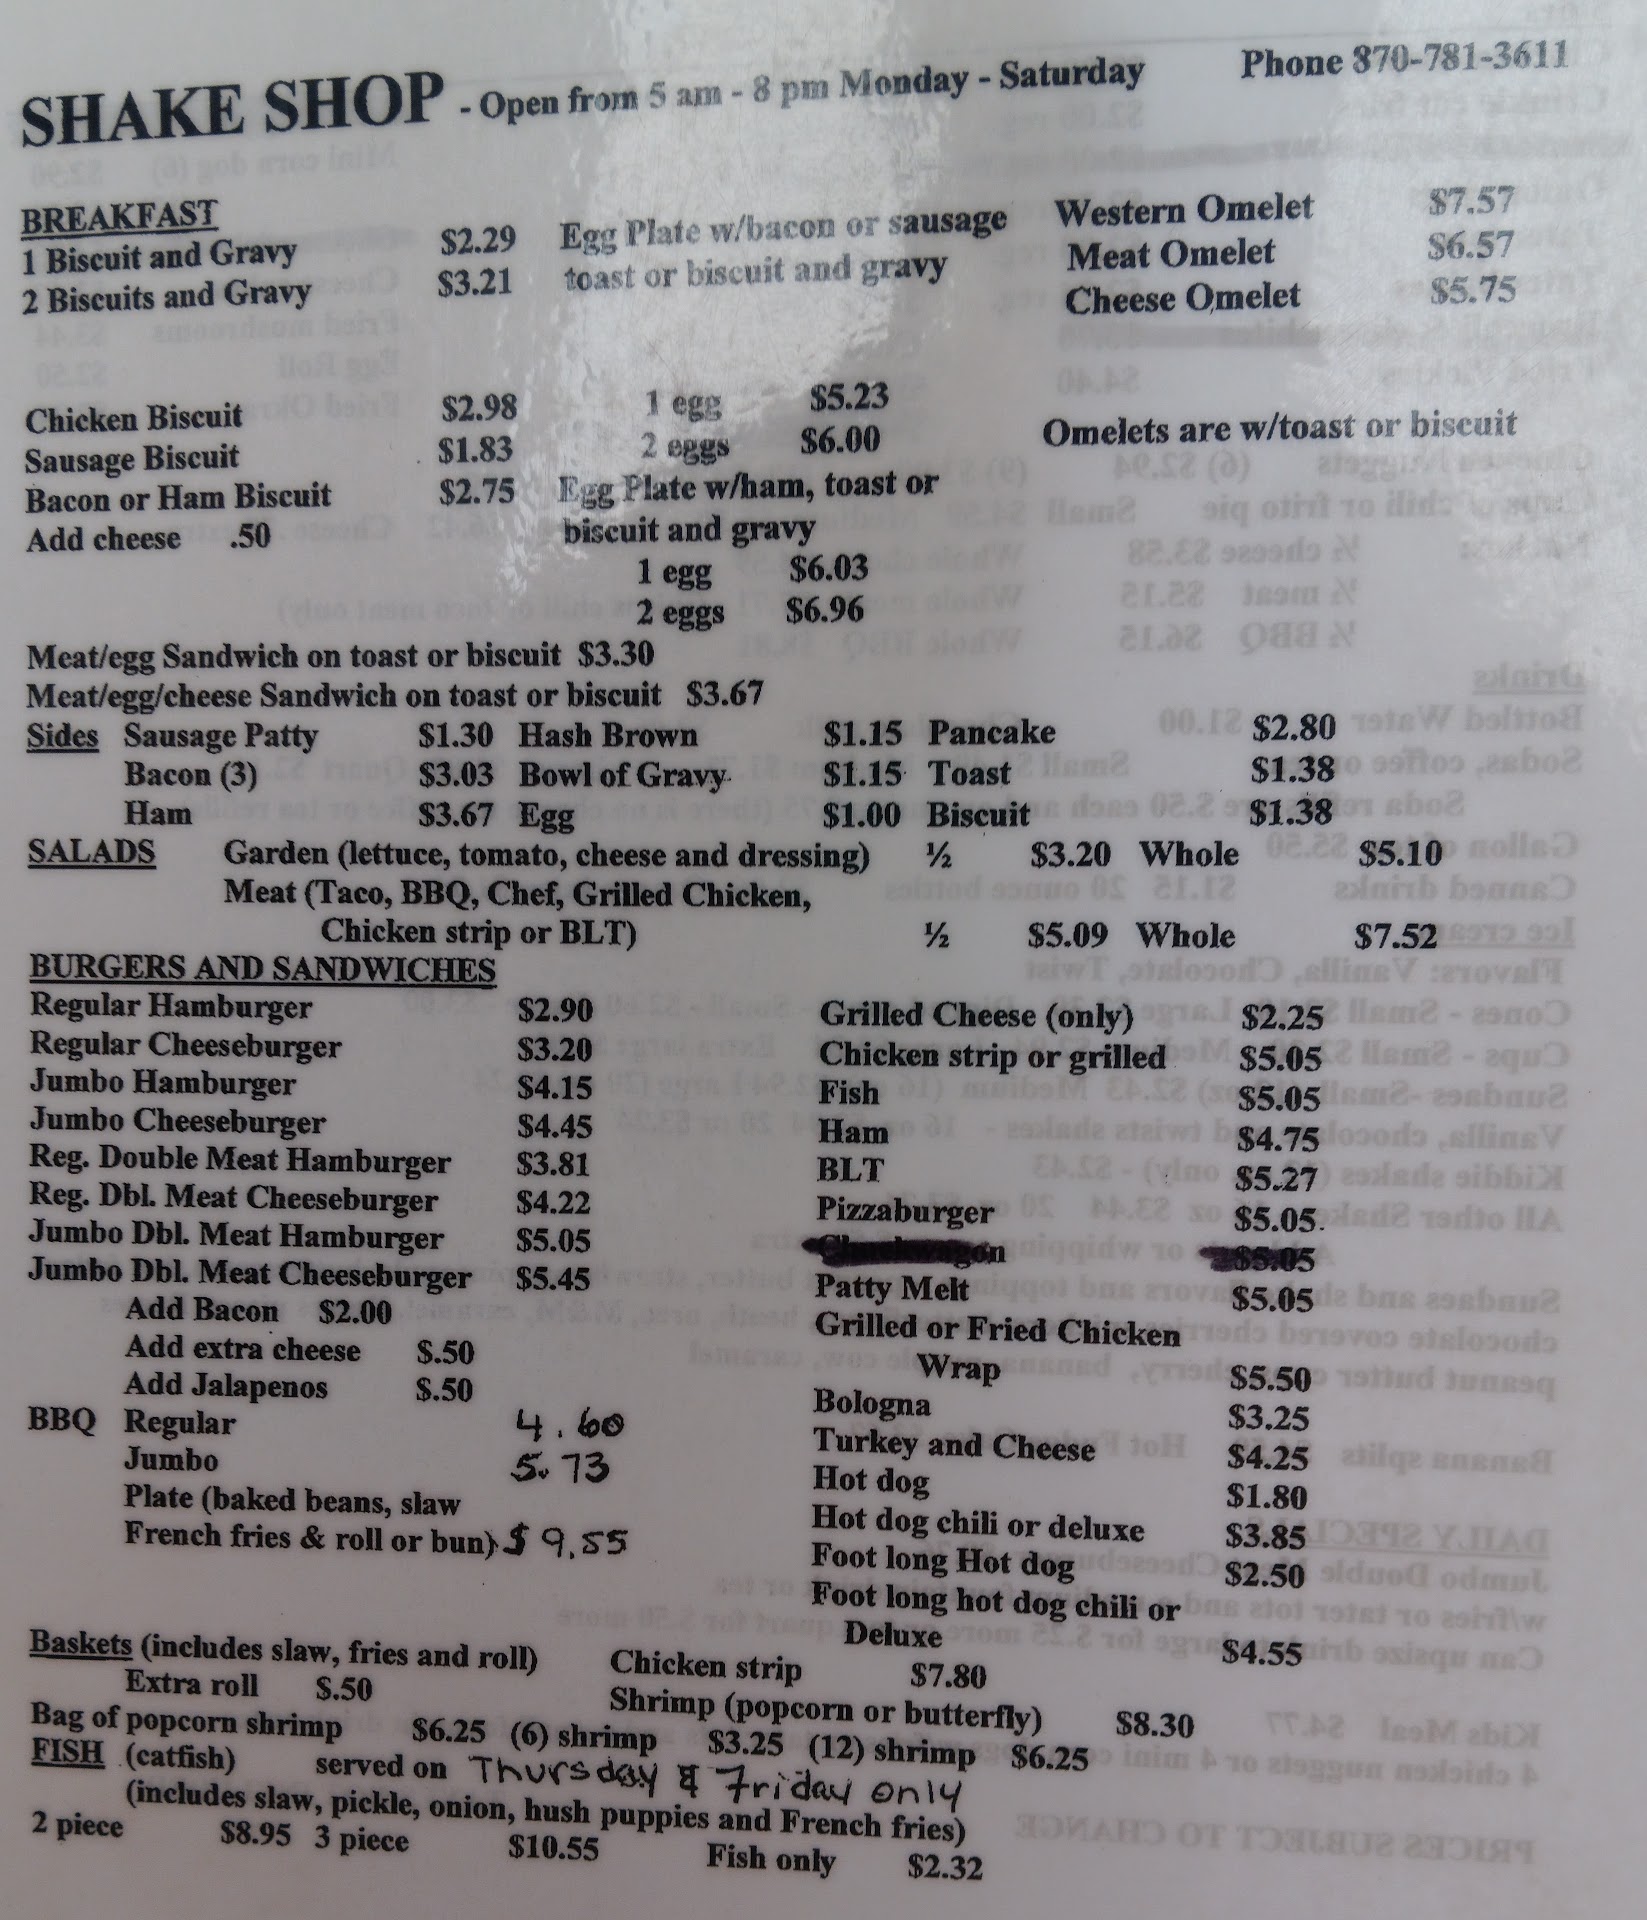 SHAKE SHOP - Open from 5 am - 8 pm Monday - Saturday Phone 870-781-3611
BREAKFAST
1 Biscuit and Gravy $2.29
2 Biscuits and Gravy $3.21
Egg Plate w/bacon or sausage
toast or biscuit and gravy
Western Omelet $7.57
Meat Omelet $6.57
Cheese Omelet $5.75
Chicken Biscuit $2.98
Sausage Biscuit $1.83
Bacon or Ham Biscuit $2.75
Add cheese .50
1 egg $5.23
2 eggs $6.00
Egg Plate w/ham, toast or
biscuit and gravy
1 egg $6.03
2 eggs $6.96
Omelets are w/toast or biscuit
Meat/egg Sandwich on toast or biscuit $3.30
Meat/egg/cheese Sandwich on toast or biscuit $3.67
Sides Sausage Patty $1.30 Hash Brown $1.15 Pancake $2.80
Bacon (3) $3.03 Bowl of Gravy $1.15 Toast $1.38
Ham $3.67 Egg $1.00 Biscuit $1.38
SALADS Garden (lettuce, tomato, cheese and dressing) ½ $3.20 Whole $5.10
Meat (Taco, BBQ, Chef, Grilled Chicken,
Chicken strip or BLT) ½ $5.09 Whole $7.52
BURGERS AND SANDWICHES
Regular Hamburger $2.90
Regular Cheeseburger $3.20
Jumbo Hamburger $4.15
Jumbo Cheeseburger $4.45
Reg. Double Meat Hamburger $3.81
Reg. Dbl. Meat Cheeseburger $4.22
Jumbo Dbl. Meat Hamburger $5.05
Jumbo Dbl. Meat Cheeseburger $5.45
Add Bacon $2.00
Add extra cheese $.50
Add Jalapenos $.50
BBQ Regular 4.60
Jumbo 5.73
Plate (baked beans, slaw
French fries & roll or bun) $9.55
Grilled Cheese (only) $2.25
Chicken strip or grilled $5.05
Fish $5.05
Ham $4.75
BLT $5.27
Pizzaburger $5.05
$5.05
Patty Melt $5.05
Grilled or Fried Chicken
Wrap $5.50
Bologna $3.25
Turkey and Cheese $4.25
Hot dog $1.80
Hot dog chili or deluxe $3.85
Foot long Hot dog $2.50
Foot long hot dog chili or
Deluxe $4.55
Baskets (includes slaw, fries and roll) Chicken strip $7.80
Extra roll $.50 Shrimp (popcorn or butterfly) $8.30
Bag of popcorn shrimp $6.25 (6) shrimp $3.25 (12) shrimp $6.25
FISH (catfish) served on Thursday & Friday only
(includes slaw, pickle, onion, hush puppies and French fries)
2 piece $8.95 3 piece $10.55 Fish only $2.32